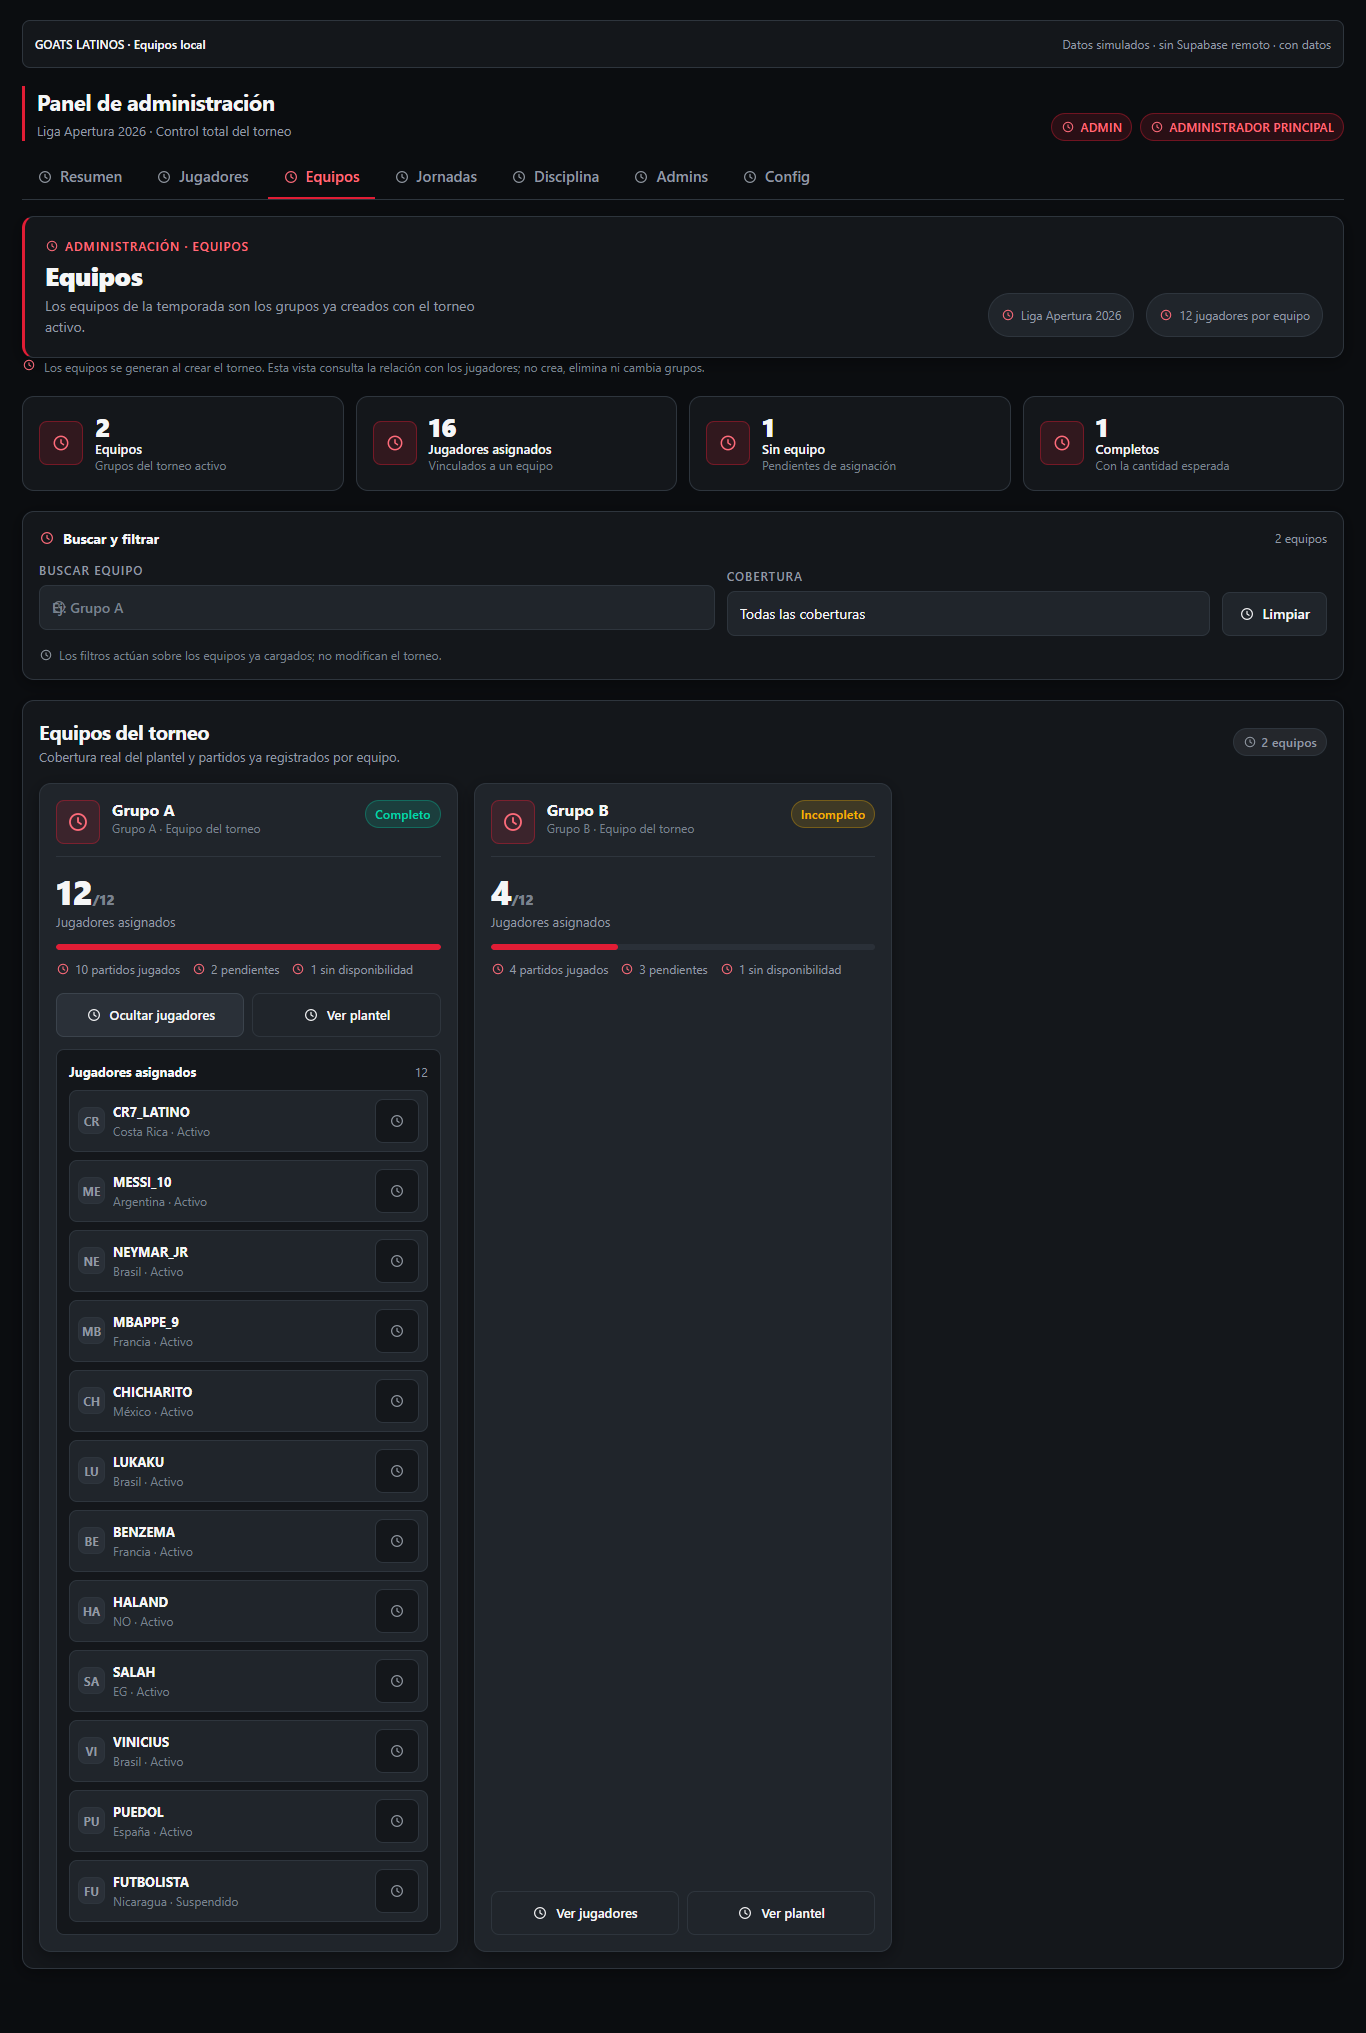 GOATS LATINOS · Equipos local
Datos simulados · sin Supabase remoto · con datos
Panel de administración
Liga Apertura 2026 · Control total del torneo
ADMIN
ADMINISTRADOR PRINCIPAL
Resumen
Jugadores
Equipos
Jornadas
Disciplina
Admins
Config
ADMINISTRACIÓN · EQUIPOS
Equipos
Los equipos de la temporada son los grupos ya creados con el torneo
activo.
Liga Apertura 2026
12 jugadores por equipo
Los equipos se generan al crear el torneo. Esta vista consulta la relación con los jugadores; no crea, elimina ni cambia grupos.
2
Equipos
Grupos del torneo activo
16
Jugadores asignados
Vinculados a un equipo
1
Sin equipo
Pendientes de asignación
1
Completos
Con la cantidad esperada
Buscar y filtrar
2 equipos
BUSCAR EQUIPO
Grupo A
COBERTURA
Todas las coberturas
Limpiar
Los filtros actúan sobre los equipos ya cargados; no modifican el torneo.
Equipos del torneo
Cobertura real del plantel y partidos ya registrados por equipo.
2 equipos
Grupo A
Grupo A · Equipo del torneo
Completo
12/12
Jugadores asignados
10 partidos jugados
2 pendientes
1 sin disponibilidad
Ocultar jugadores
Ver plantel
Jugadores asignados
12
CR
CR7_LATINO
Costa Rica · Activo
ME
MESSI_10
Argentina · Activo
NE
NEYMAR_JR
Brasil · Activo
MB
MBAPPE_9
Francia · Activo
CH
CHICHARITO
México · Activo
LU
LUKAKU
Brasil · Activo
BE
BENZEMA
Francia · Activo
HA
HALAND
NO · Activo
SA
SALAH
EG · Activo
VI
VINICIUS
Brasil · Activo
PU
PUEDOL
España · Activo
FU
FUTBOLISTA
Nicaragua · Suspendido
Grupo B
Grupo B · Equipo del torneo
Incompleto
4/12
Jugadores asignados
4 partidos jugados
3 pendientes
1 sin disponibilidad
Ver jugadores
Ver plantel